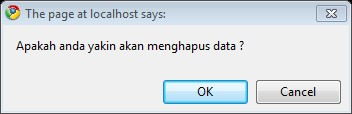 The page at localhost says:
Apakah anda yakin akan menghapus data ?
OK
Cancel